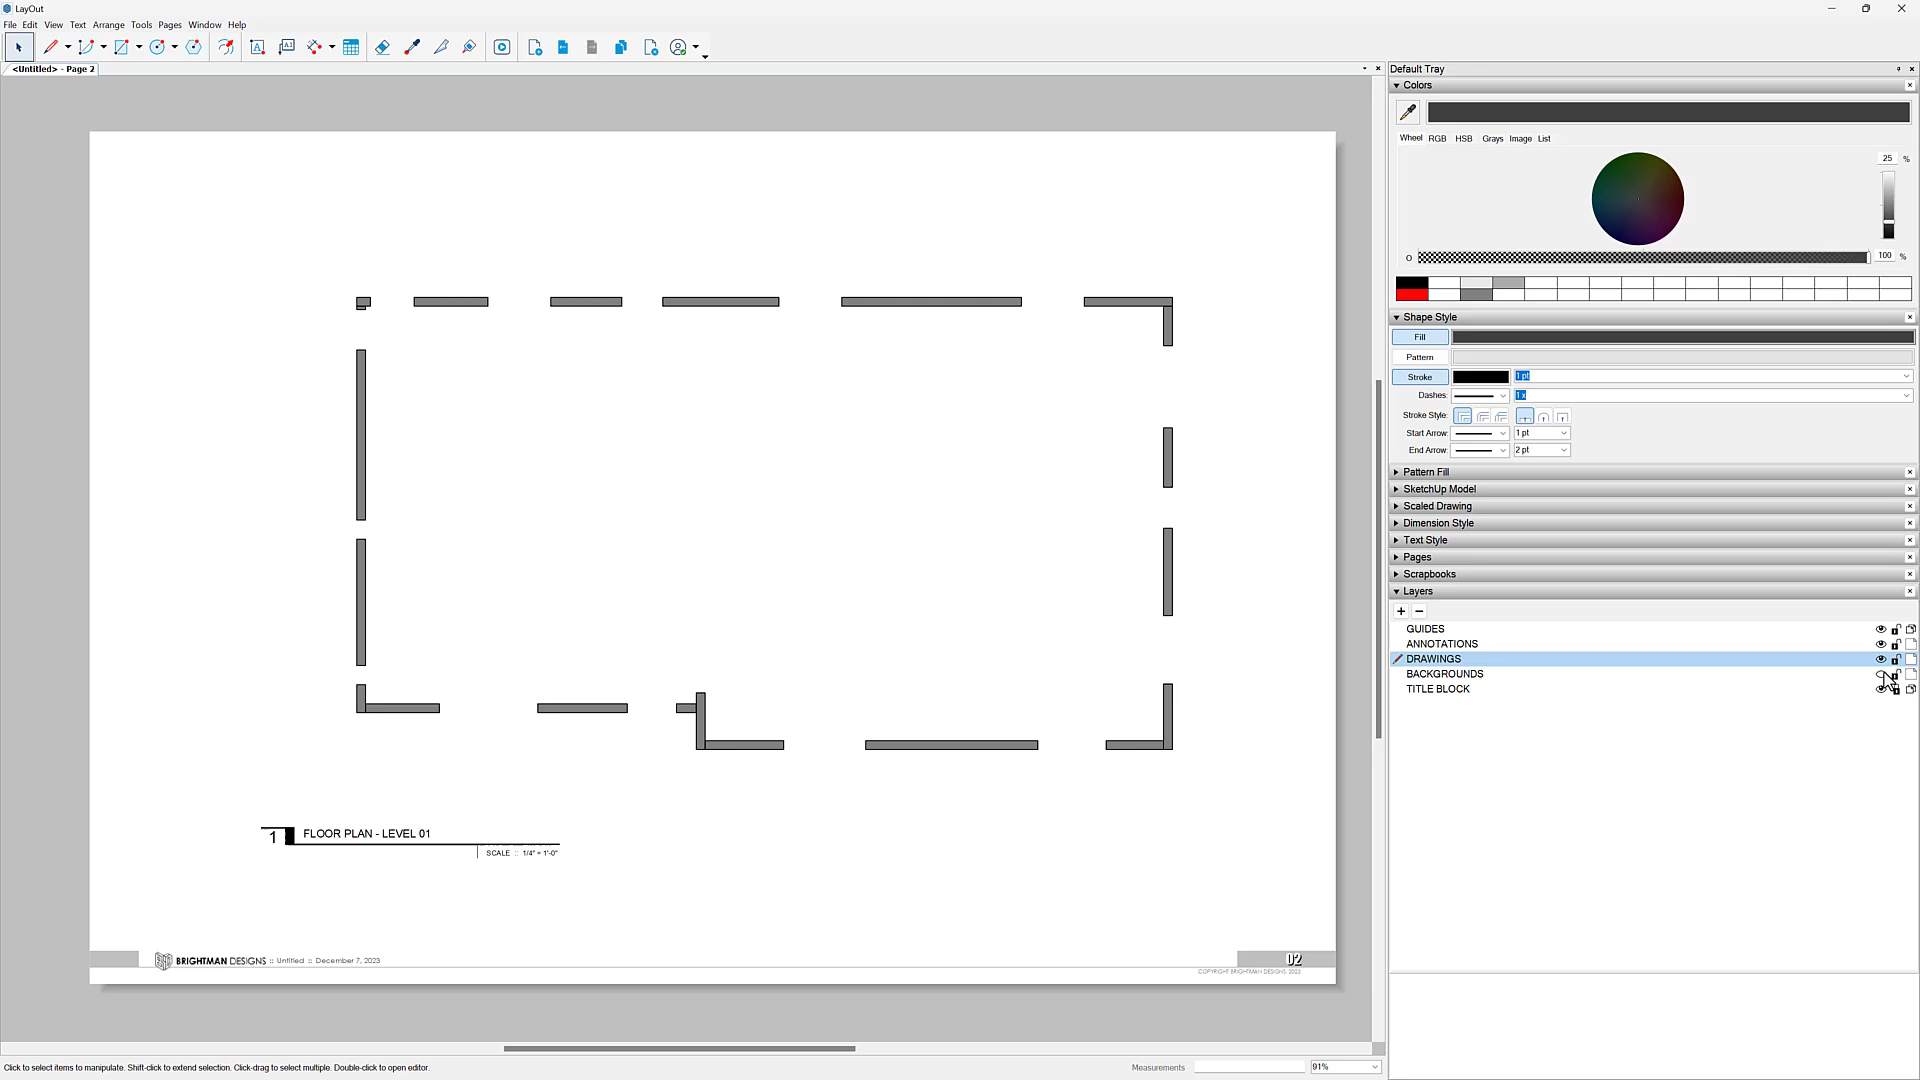 LayOut
File Edit View Text Arrange Tools Pages Window Help
<Untitled> - Page 2
Default Tray
Colors
Wheel RGB HSB Grays Image List
25 %
O 100 %
Shape Style
Fill
Pattern
Stroke 1 pt
Dashes: 1 x
Stroke Style:
Start Arrow: 1 pt
End Arrow: 2 pt
Pattern Fill
SketchUp Model
Scaled Drawing
Dimension Style
Text Style
Pages
Scrapbooks
Layers
GUIDES
ANNOTATIONS
DRAWINGS
BACKGROUNDS
TITLE BLOCK
1 FLOOR PLAN - LEVEL 01
SCALE :: 1/4" = 1'-0"
BRIGHTMAN DESIGNS :: Untitled :: December 7, 2023
02
COPYRIGHT BRIGHTMAN DESIGNS, 2023
Click to select items to manipulate. Shift-click to extend selection. Click-drag to select multiple. Double-click to open editor.
Measurements
91%